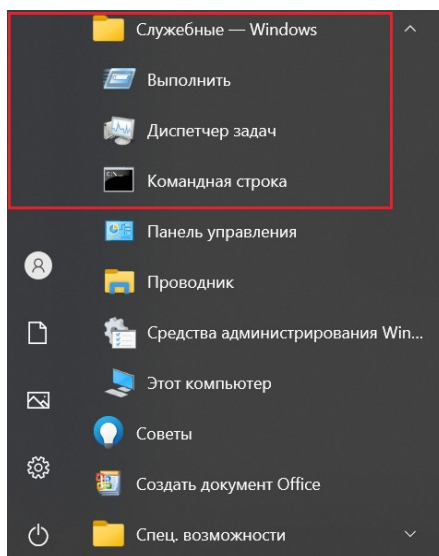 Служебные — Windows
Выполнить
Диспетчер задач
Командная строка
Панель управления
Проводник
Средства администрирования Win...
Этот компьютер
Советы
Создать документ Office
Спец. возможности